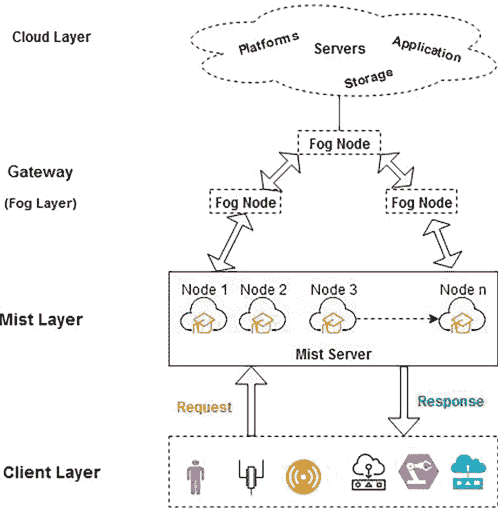 Cloud Layer
Platforms
Servers
Application
Storage
Fog Node
Gateway
(Fog Layer)
Fog Node
Fog Node
Node 1
Node 2
Node 3
Node n
Mist Layer
Mist Server
Request
Response
Client Layer